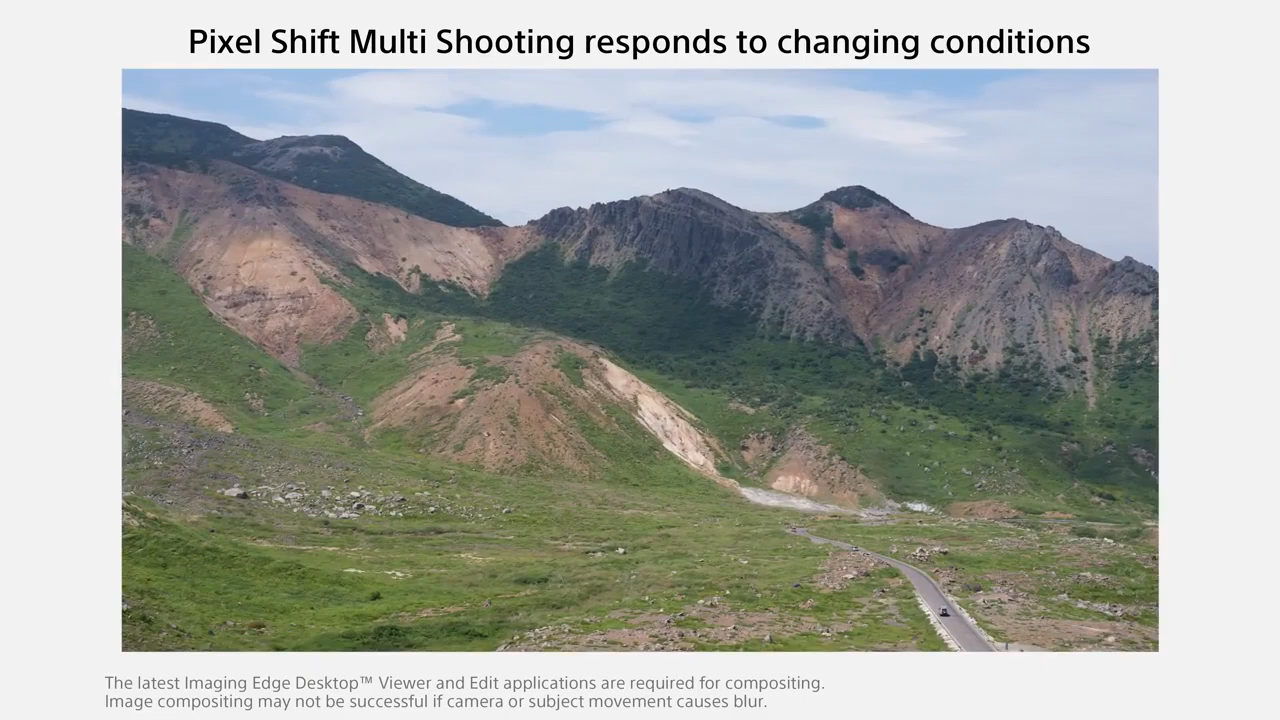 Pixel Shift Multi Shooting responds to changing conditions
The latest Imaging Edge Desktop™ Viewer and Edit applications are required for compositing.
Image compositing may not be successful if camera or subject movement causes blur.